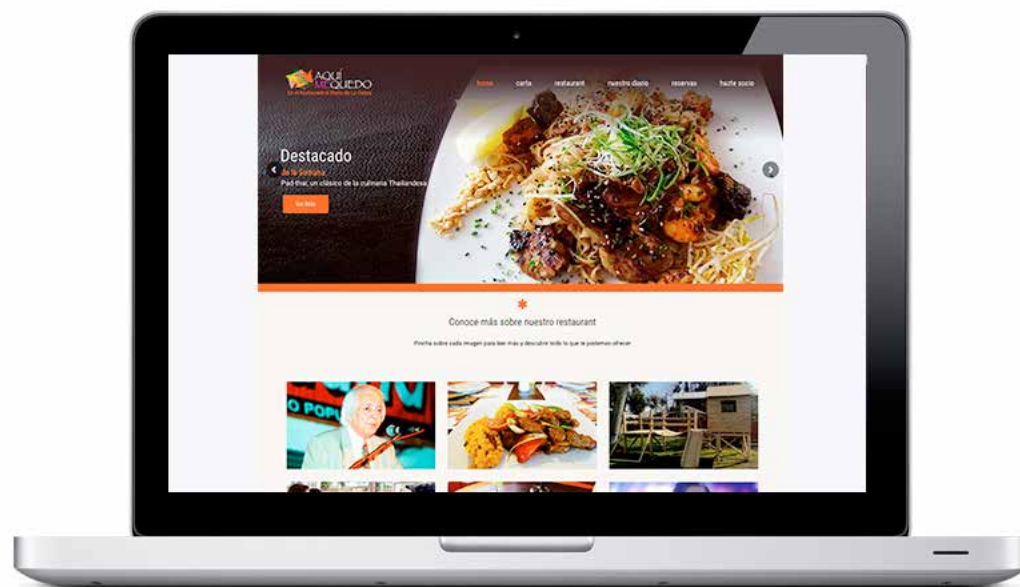 AQUÍ
MEQUEDO
home carta restaurant nuestro diario reservas hazte socio
Destacado
de la Semana
Pad-thai, un clásico de la culinaria Thailandesa
Ver Más
Conoce más sobre nuestro restaurant
Pincha sobre cada imagen para leer más y descubre todo lo que te podemos ofrecer
O POPU